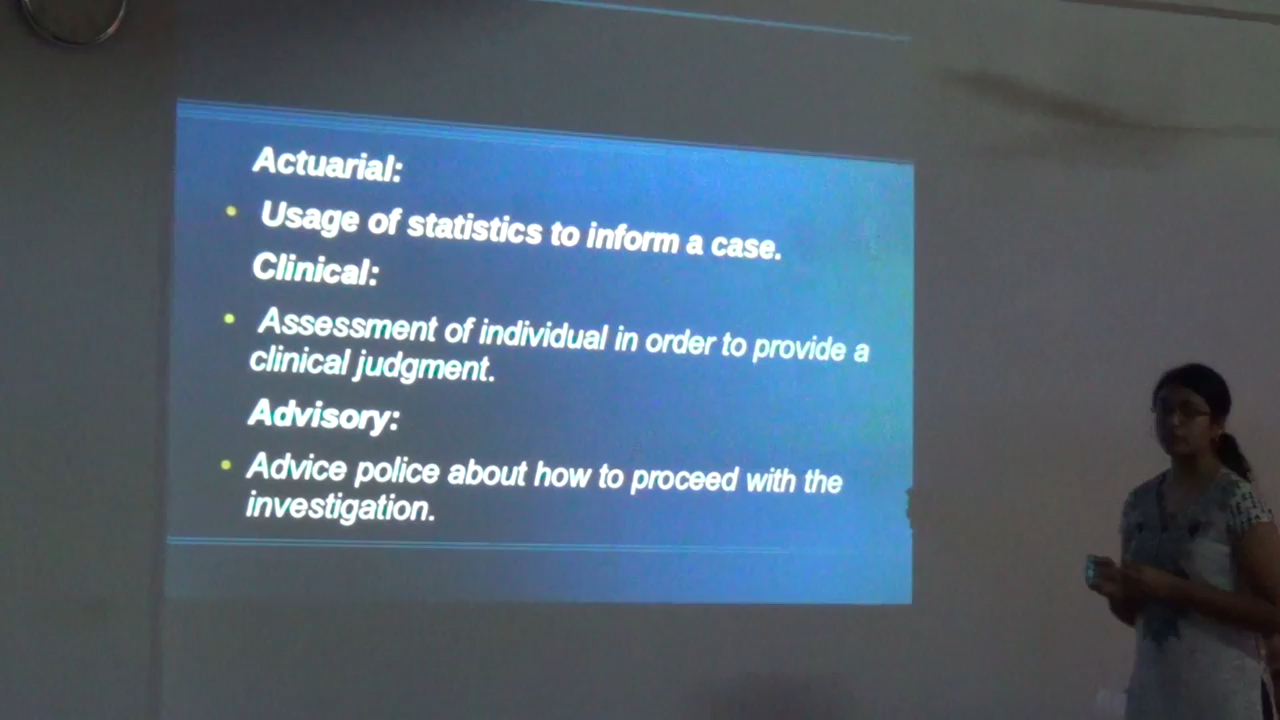 Actuarial:
• Usage of statistics to inform a case.
Clinical:
• Assessment of individual in order to provide a
clinical judgment.
Advisory:
• Advice police about how to proceed with the
investigation.